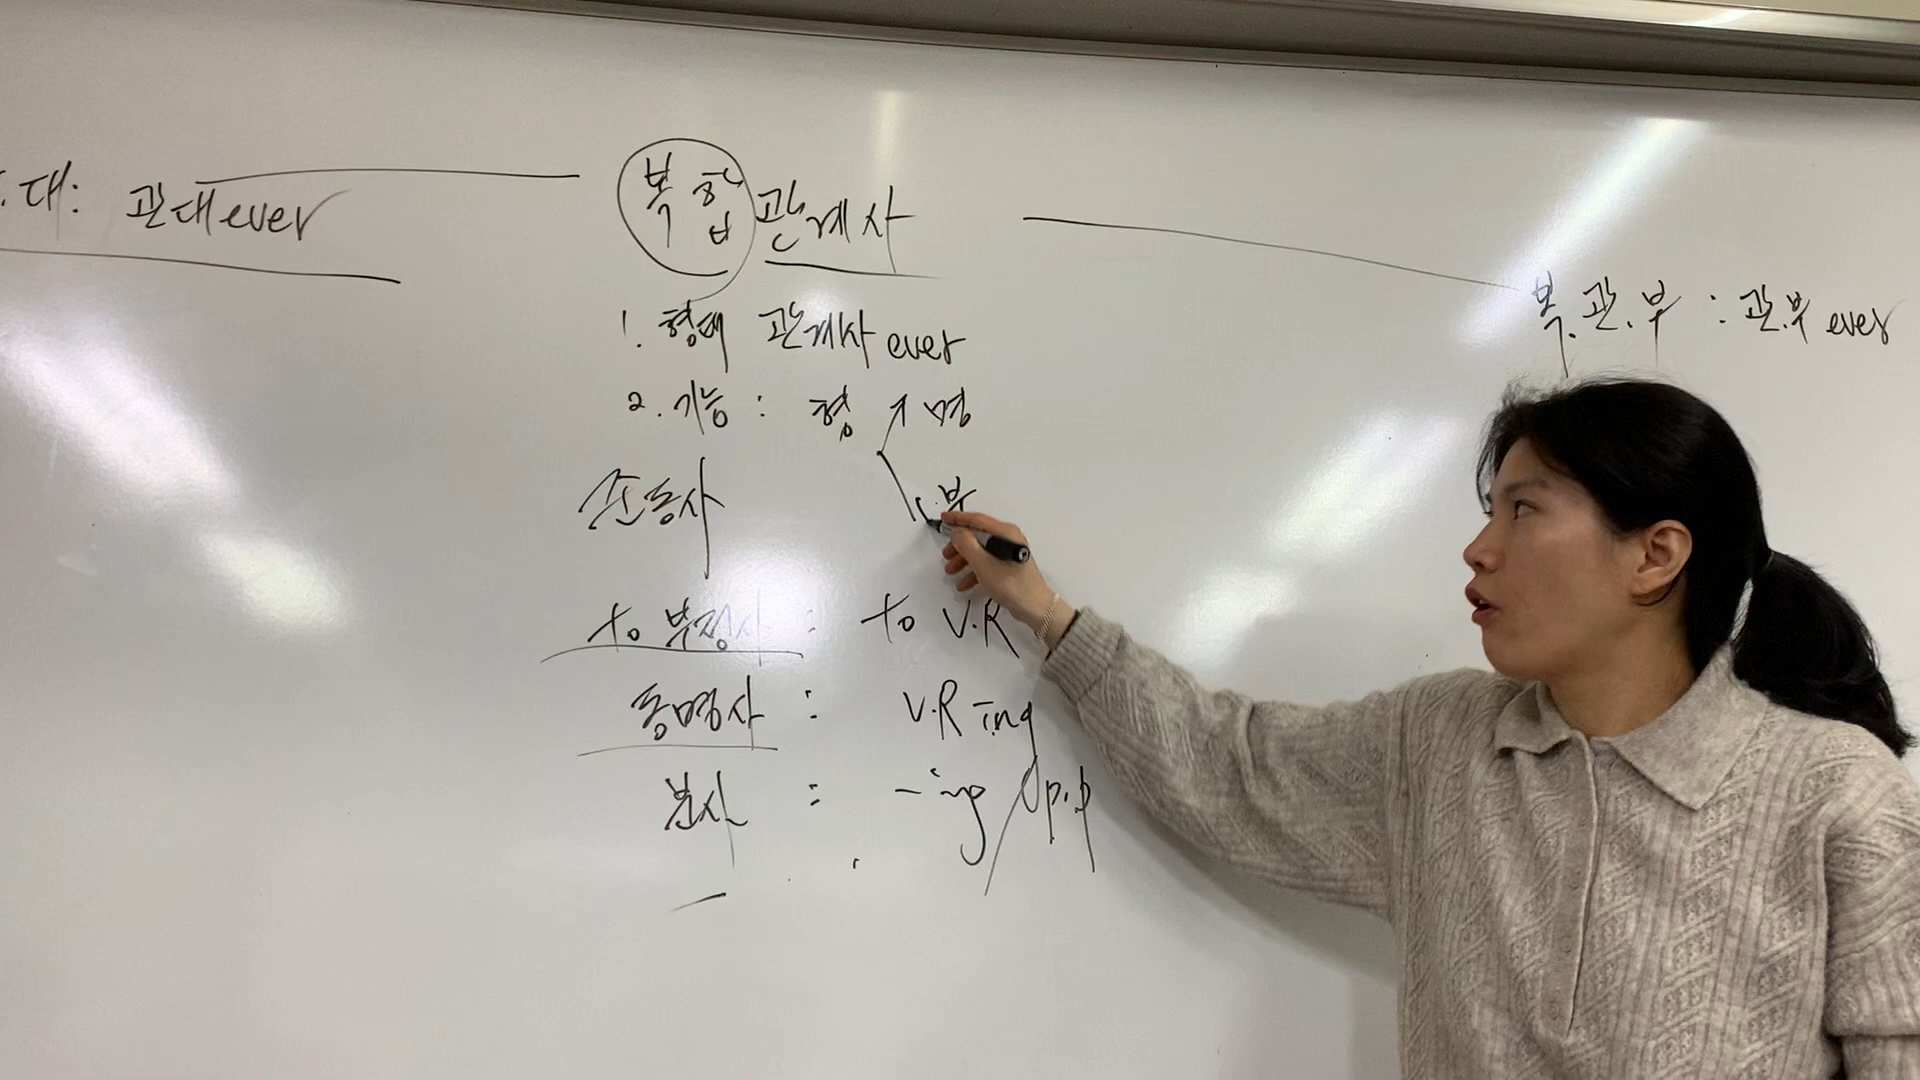 .대: 관대ever
복합관계사
복.관.부 : 관.부 ever
1. 형태 관계사 ever
2. 기능 : 형 명
부
준동사
to 부정사 : to V.R
동명사 : V.R -ing
분사 : -ing / p.p